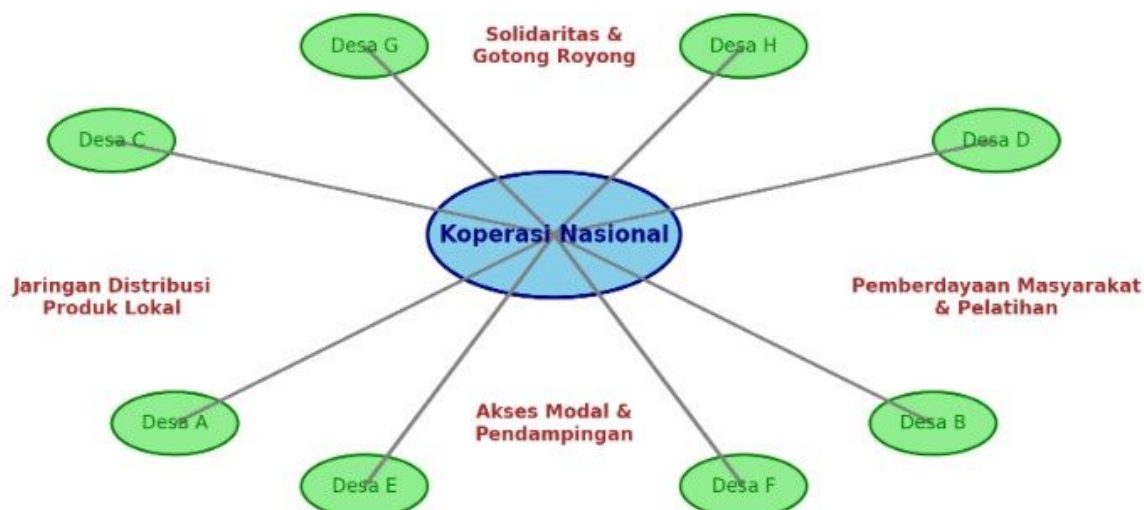 Desa G
Solidaritas &
Gotong Royong
Desa H
Desa C
Desa D
Koperasi Nasional
Jaringan Distribusi
Produk Lokal
Pemberdayaan Masyarakat
& Pelatihan
Desa A
Akses Modal &
Pendampingan
Desa B
Desa E
Desa F